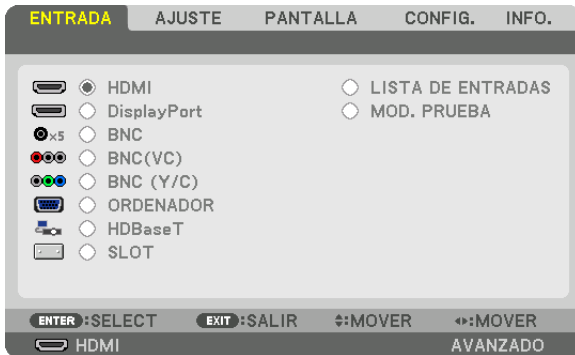 ENTRADA AJUSTE PANTALLA CONFIG. INFO.
HDMI LISTA DE ENTRADAS
DisplayPort MOD. PRUEBA
×5 BNC
BNC(VC)
BNC (Y/C)
ORDENADOR
HDBaseT
SLOT
ENTER :SELECT EXIT :SALIR :MOVER :MOVER
HDMI AVANZADO